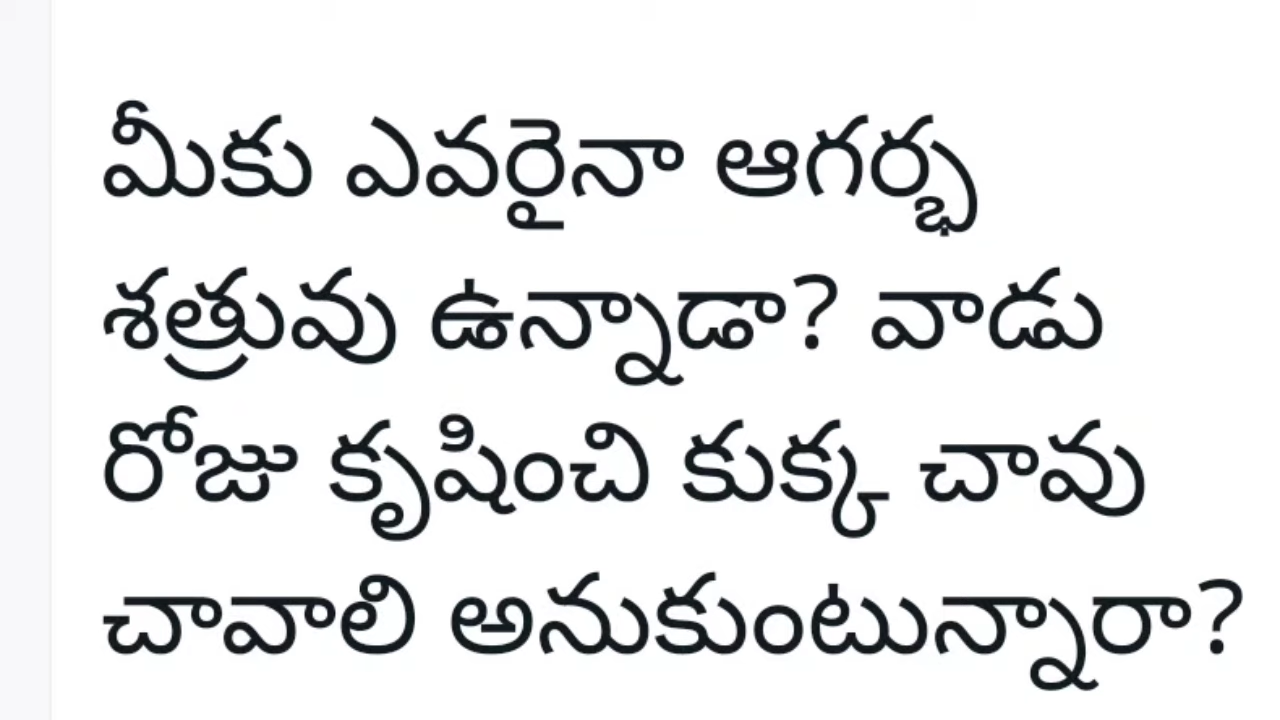 మీకు ఎవరైనా ఆగర్భ
శత్రువు ఉన్నాడా? వాడు
రోజు కృషించి కుక్క చావు
చావాలి అనుకుంటున్నారా?